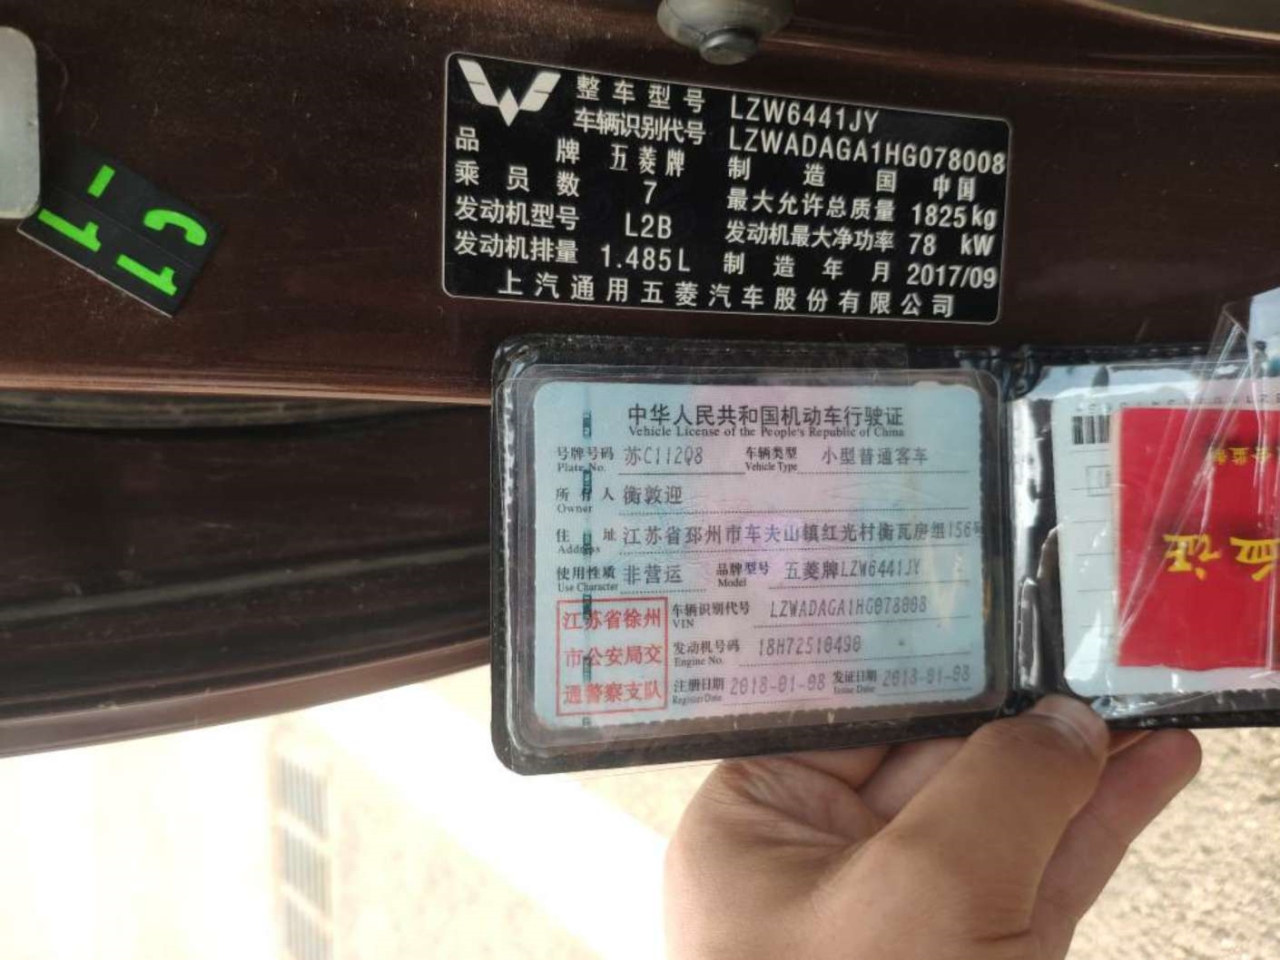 整车型号 LZW6441JY
车辆识别代号 LZWADAGA1HG078008
品牌 五菱牌 制造国 中国
乘员数 7 最大允许总质量 1825kg
发动机型号 L2B 发动机最大净功率 78 kW
发动机排量 1.485L 制造年月 2017/09
上汽通用五菱汽车股份有限公司
中华人民共和国机动车行驶证
Vehicle License of the People's Republic of China
号牌号码 苏C112Q8 车辆类型 小型普通客车
Plate No. Vehicle Type
所有人 衡敦迎
Owner
住址 江苏省邳州市车夫山镇红光村衡瓦房组156号
Address
使用性质 非营运 品牌型号 五菱牌LZW6441JY
Use Character Model
江苏省徐州
市公安局交
通警察支队
车辆识别代号 LZWADAGA1HG078008
VIN
发动机号码 18H72510490
Engine No.
注册日期 2018-01-08 发证日期 2018-01-08
Register Date Issue Date
证